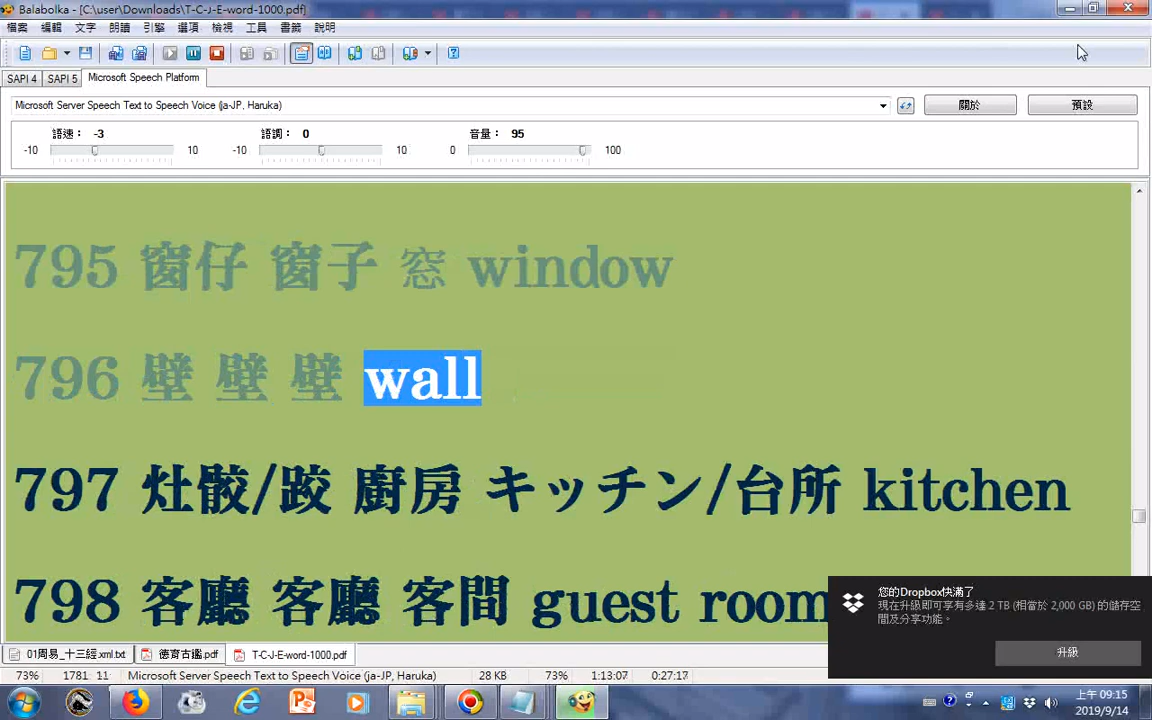 Balabolka - [C:\user\Downloads\T-C-J-E-word-1000.pdf]
檔案 編輯 文字 朗讀 引擎 選項 檢視 工具 書籤 說明
SAPI 4 SAPI 5 Microsoft Speech Platform
Microsoft Server Speech Text to Speech Voice (ja-JP, Haruka) 關於 預設
語速： -3 語調： 0 音量： 95
-10 10 -10 10 0 100
795 窗仔 窗子 窓 window
796 壁 壁 壁 wall
797 灶骹/跤 廚房 キッチン/台所 kitchen
798 客廳 客廳 客間 guest room
您的Dropbox快滿了
現在升級即可享有多達 2 TB (相當於 2,000 GB) 的儲存空
間及分享功能。
升級
01周易_十三經.xml.txt 德育古鑑.pdf T-C-J-E-word-1000.pdf
73% 1781 11 Microsoft Server Speech Text to Speech Voice (ja-JP, Haruka) 28 KB 73% 1:13:07 0:27:17
上午 09:15
2019/9/14